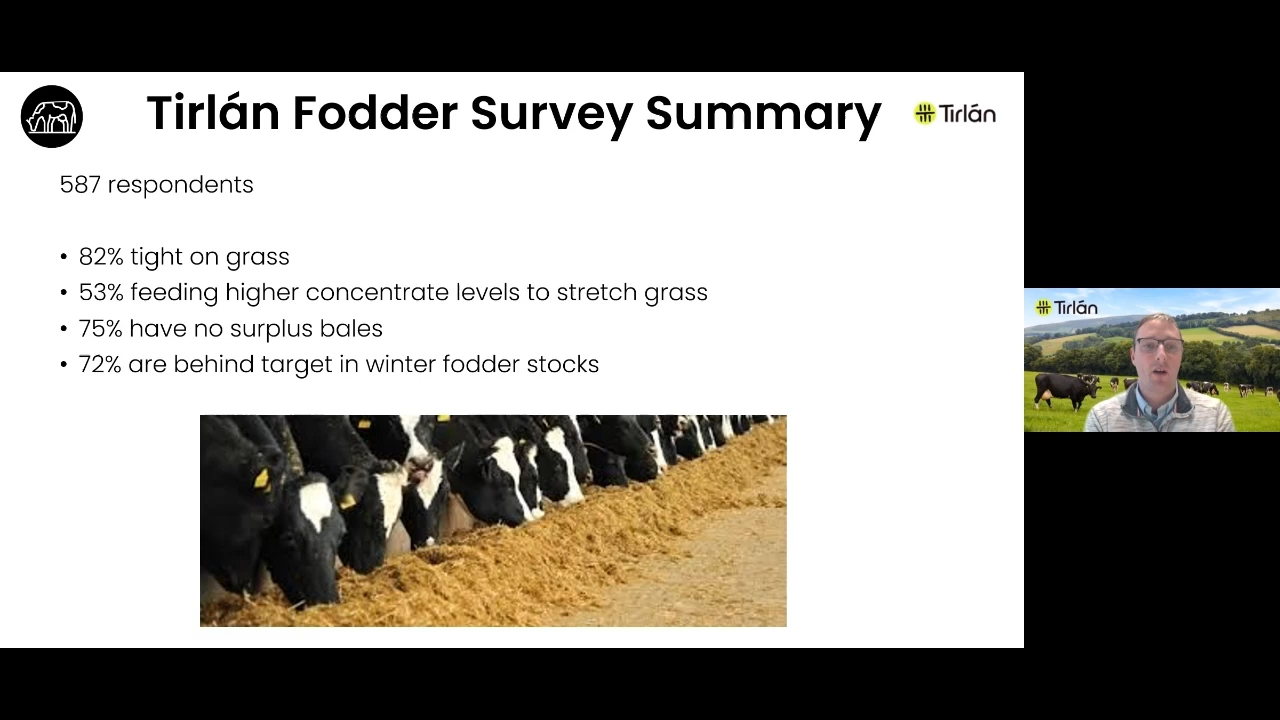 Tirlán Fodder Survey Summary
Tirlán
587 respondents
• 82% tight on grass
• 53% feeding higher concentrate levels to stretch grass
• 75% have no surplus bales
• 72% are behind target in winter fodder stocks
Tirlán